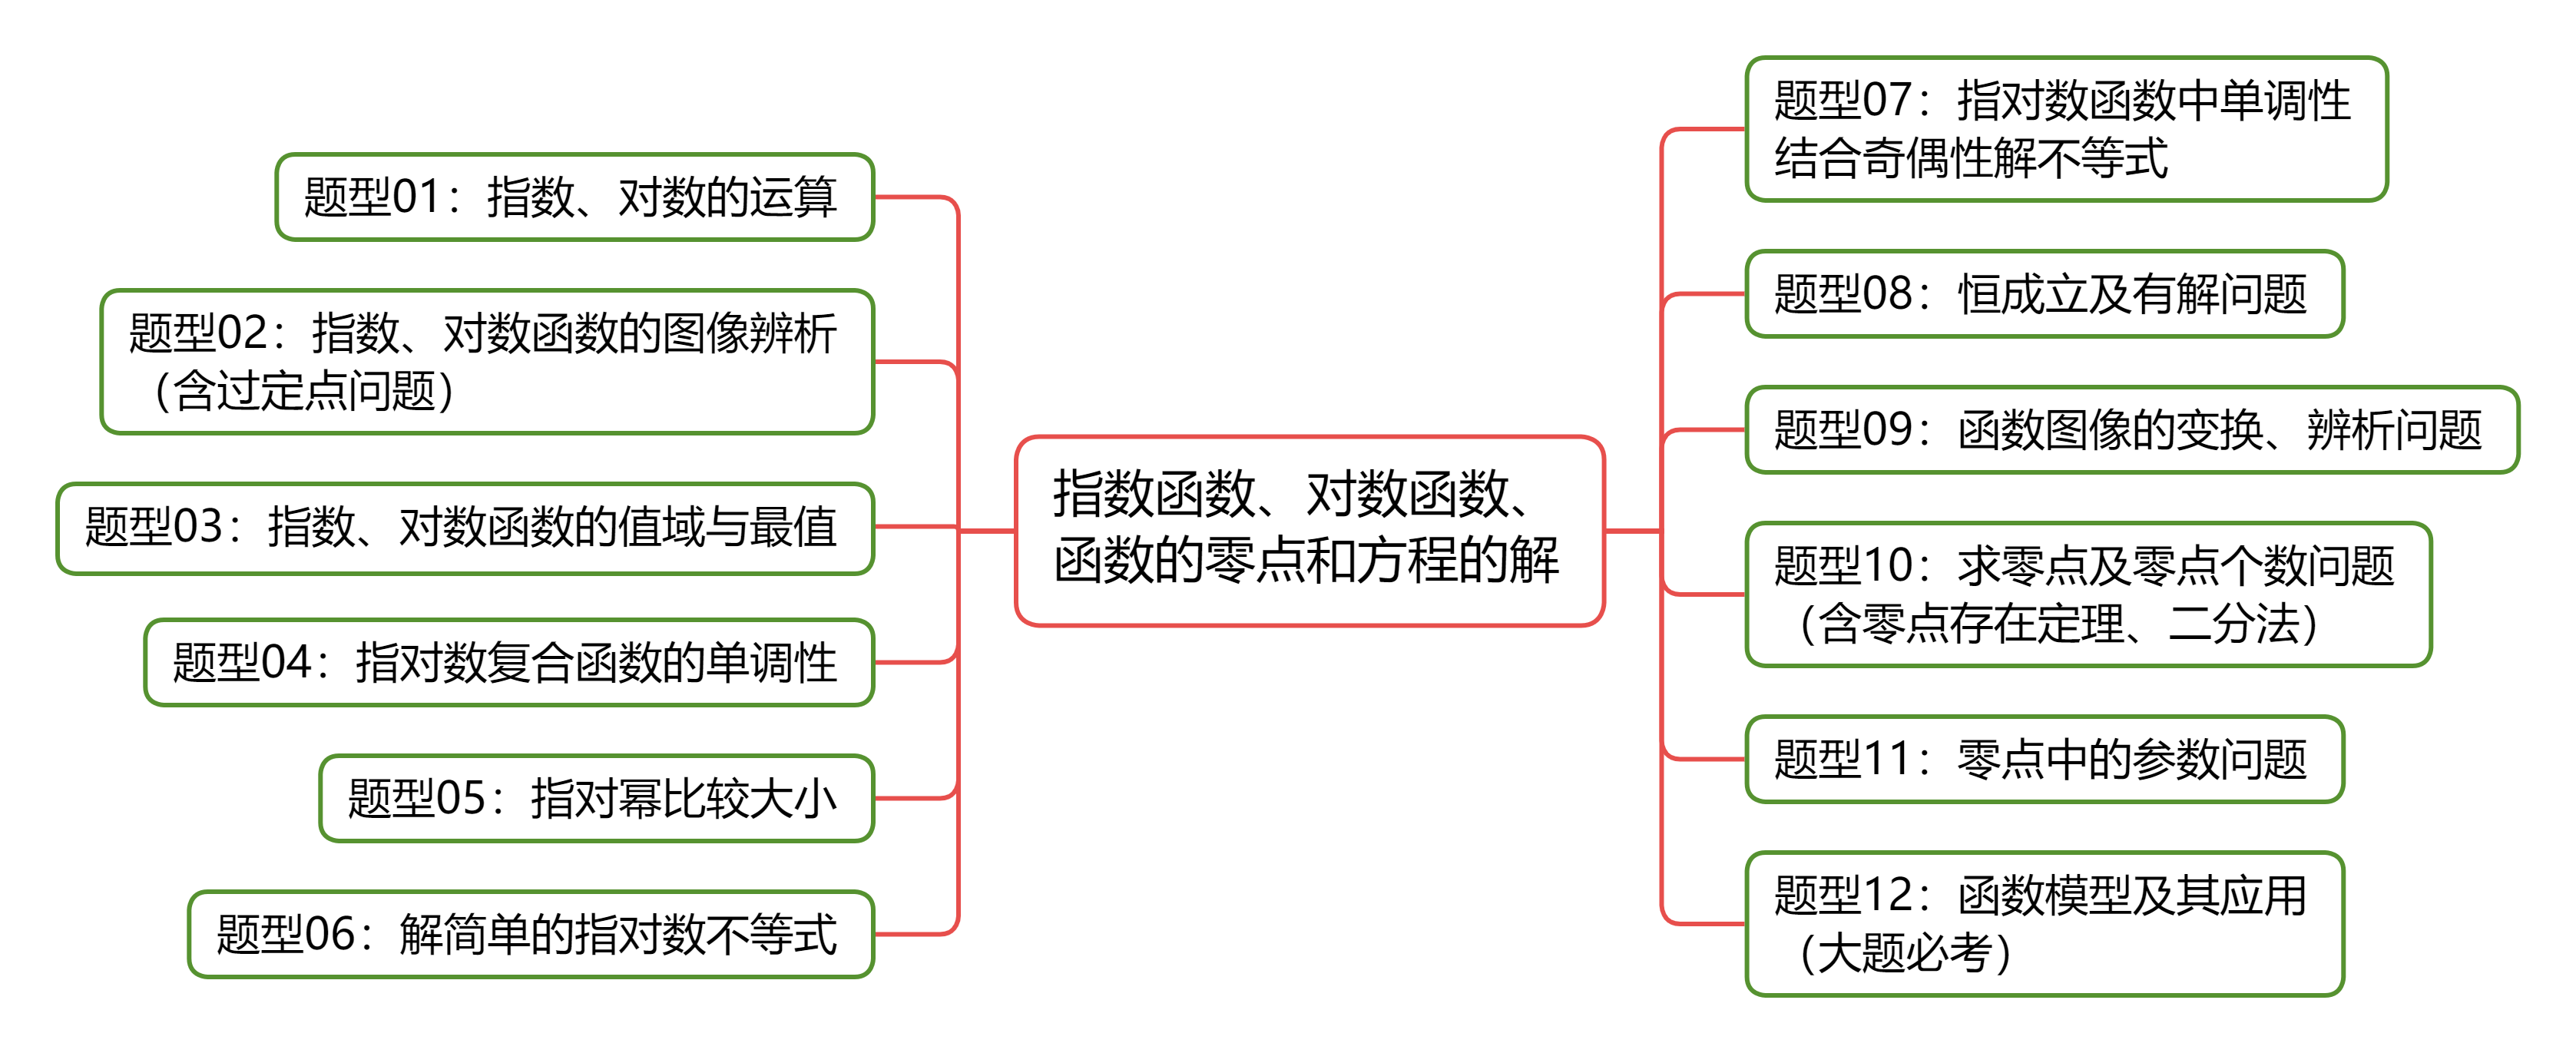 题型01：指数、对数的运算
题型02：指数、对数函数的图像辨析
（含过定点问题）
题型03：指数、对数函数的值域与最值
题型04：指对数复合函数的单调性
题型05：指对幂比较大小
题型06：解简单的指对数不等式
指数函数、对数函数、
函数的零点和方程的解
题型07：指对数函数中单调性
结合奇偶性解不等式
题型08：恒成立及有解问题
题型09：函数图像的变换、辨析问题
题型10：求零点及零点个数问题
（含零点存在定理、二分法）
题型11：零点中的参数问题
题型12：函数模型及其应用
（大题必考）